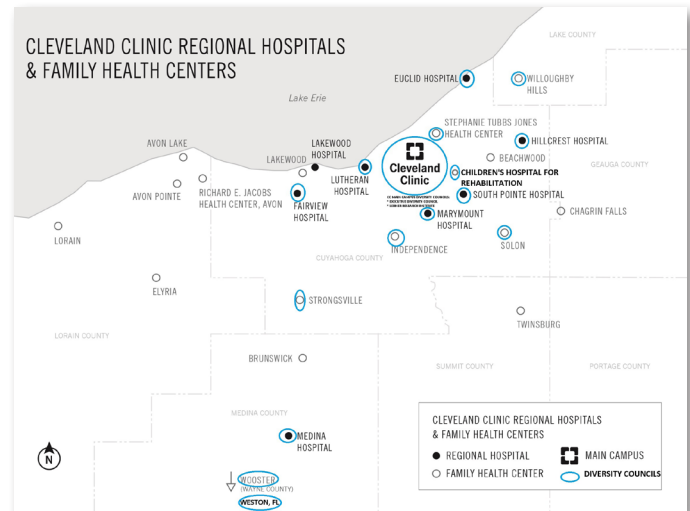 CLEVELAND CLINIC REGIONAL HOSPITALS
& FAMILY HEALTH CENTERS
LAKE COUNTY
EUCLID HOSPITAL
WILLOUGHBY
HILLS
Lake Erie
STEPHANIE TUBBS JONES
HEALTH CENTER
HILLCREST HOSPITAL
AVON LAKE
LAKEWOOD
HOSPITAL
LAKEWOOD
BEACHWOOD
GEAUGA COUNTY
Cleveland
Clinic
CHILDREN'S HOSPITAL FOR
REHABILITATION
LUTHERAN
HOSPITAL
AVON POINTE
RICHARD E. JACOBS
HEALTH CENTER, AVON
SOUTH POINTE HOSPITAL
FAIRVIEW
HOSPITAL
MARYMOUNT
HOSPITAL
CHAGRIN FALLS
LORAIN
INDEPENDENCE
SOLON
CUYAHOGA COUNTY
ELYRIA
STRONGSVILLE
TWINSBURG
LORAIN COUNTY
BRUNSWICK
SUMMIT COUNTY
PORTAGE COUNTY
MEDINA COUNTY
MEDINA
HOSPITAL
CLEVELAND CLINIC REGIONAL HOSPITALS
& FAMILY HEALTH CENTERS
REGIONAL HOSPITAL
MAIN CAMPUS
FAMILY HEALTH CENTER
DIVERSITY COUNCILS
N
WOOSTER
(WAYNE COUNTY)
WESTON, FL